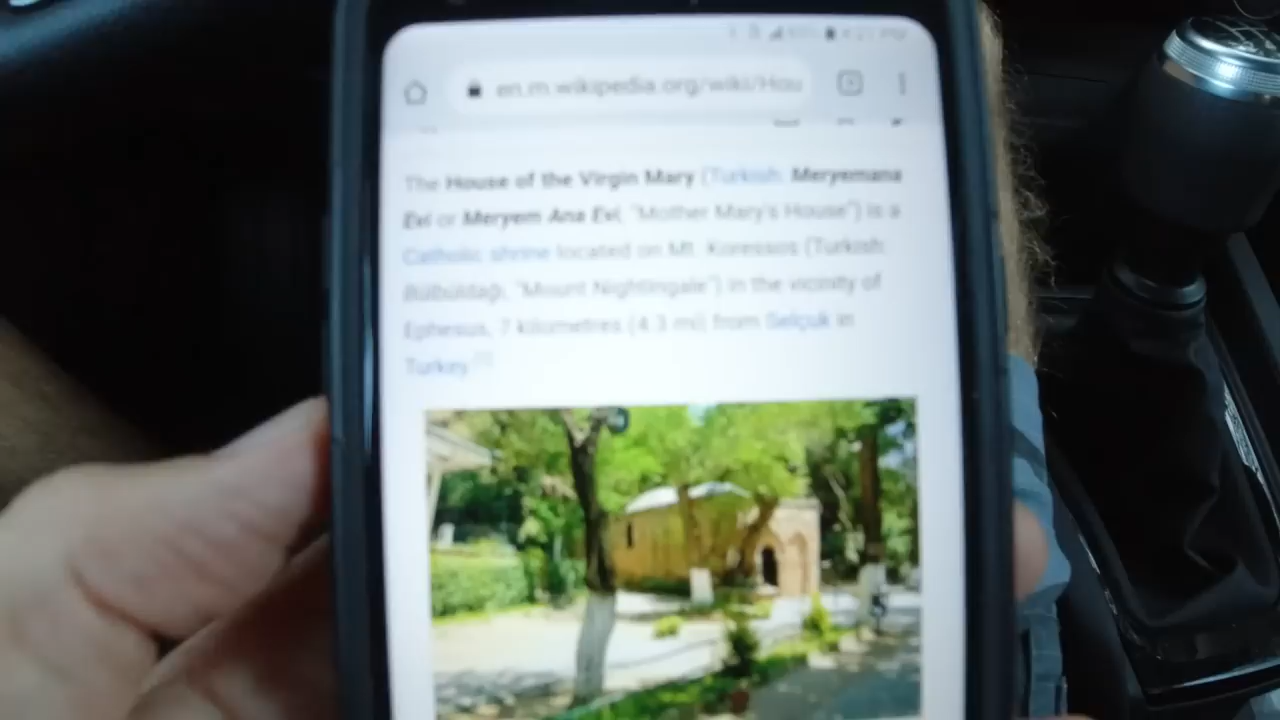 en.m.wikipedia.org/wiki/Hou
The House of the Virgin Mary (Turkish: Meryemana
Evi or Meryem Ana Evi, "Mother Mary's House") is a
Catholic shrine located on Mt. Koressos (Turkish:
Bülbüldağı, "Mount Nightingale") in the vicinity of
Ephesus, 7 kilometres (4.3 mi) from Selçuk in
Turkey.